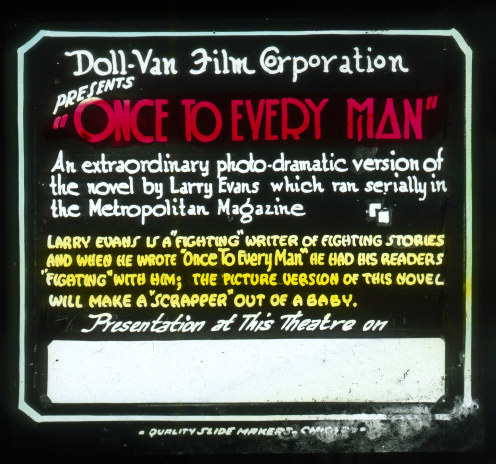 Doll-Van Film Corporation
PRESENTS
"ONCE TO EVERY MAN"
An extraordinary photo-dramatic version of
the novel by Larry Evans which ran serially in
the Metropolitan Magazine
LARRY EVANS IS A "FIGHTING" WRITER OF FIGHTING STORIES
AND WHEN HE WROTE "Once To Every Man" HE HAD HIS READERS
"FIGHTING" WITH HIM; THE PICTURE VERSION OF THIS NOVEL
WILL MAKE A "SCRAPPER" OUT OF A BABY.
Presentation at This Theatre on
- QUALITY SLIDE MAKERS - CHICAGO -